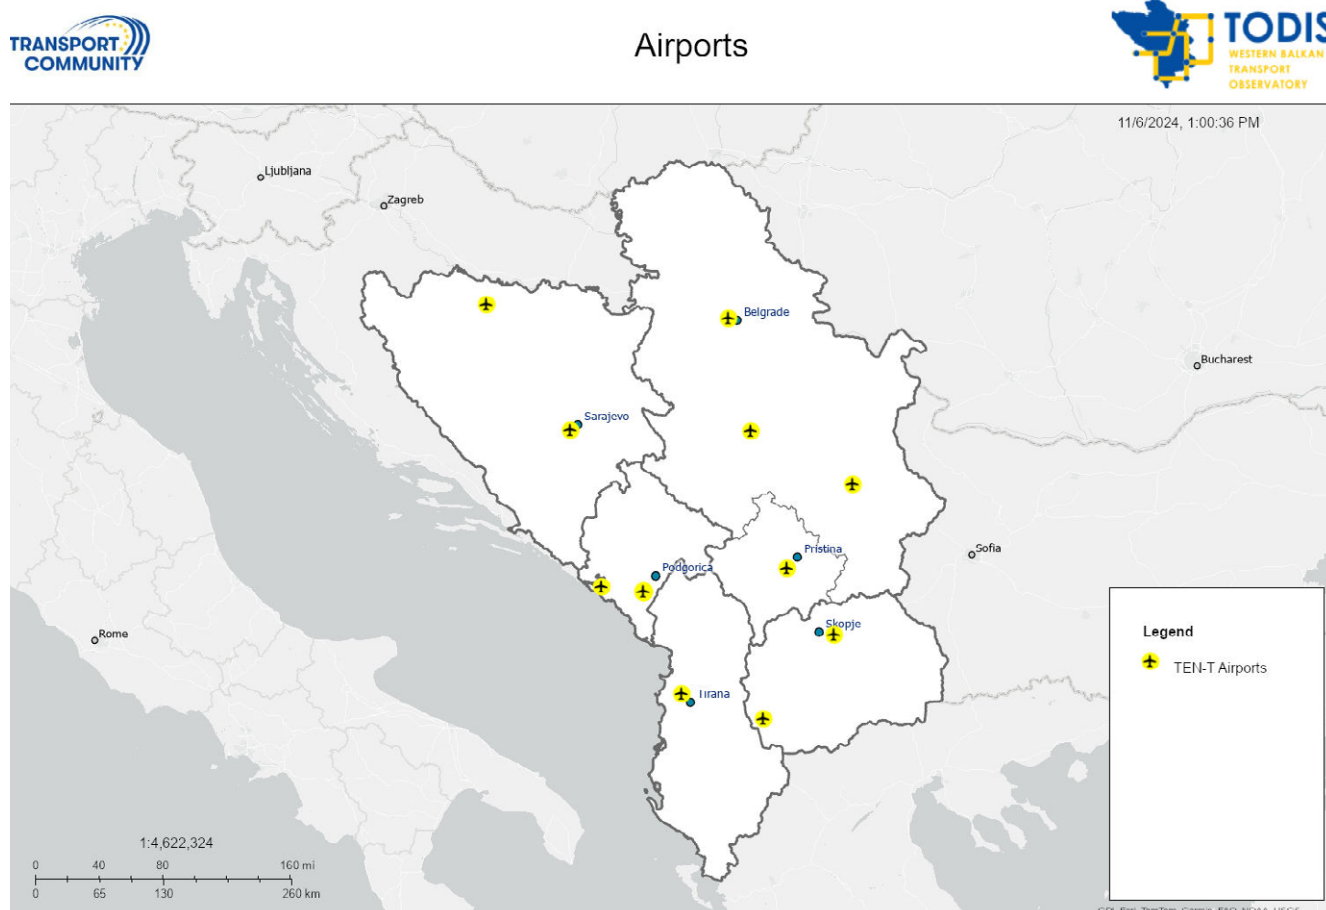 TRANSPORT
COMMUNITY
Airports
TODIS
WESTERN BALKAN
TRANSPORT
OBSERVATORY
11/6/2024, 1:00:36 PM
Ljubljana
Zagreb
Belgrade
Bucharest
Sarajevo
Sofia
Pristina
Podgorica
Skopje
Rome
Tirana
Legend
TEN-T Airports
1:4,622,324
0 40 80 160 mi
0 65 130 260 km